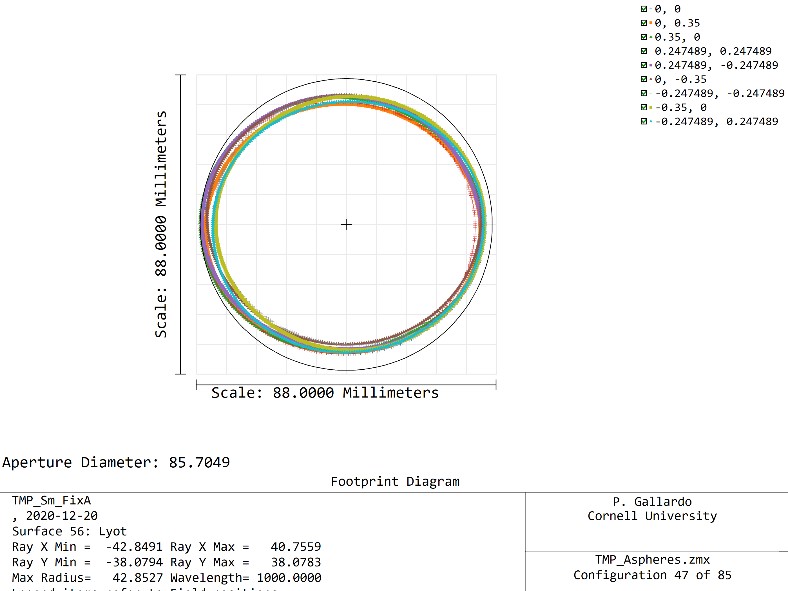 0, 0
0, 0.35
0.35, 0
0.247489, 0.247489
0.247489, -0.247489
0, -0.35
-0.247489, -0.247489
-0.35, 0
-0.247489, 0.247489
Scale: 88.0000 Millimeters
Scale: 88.0000 Millimeters
Aperture Diameter: 85.7049
Footprint Diagram
TMP_Sm_FixA
, 2020-12-20
Surface 56: Lyot
Ray X Min = -42.8491 Ray X Max = 40.7559
Ray Y Min = -38.0794 Ray Y Max = 38.0783
Max Radius= 42.8527 Wavelength= 1000.0000
P. Gallardo
Cornell University
TMP_Aspheres.zmx
Configuration 47 of 85